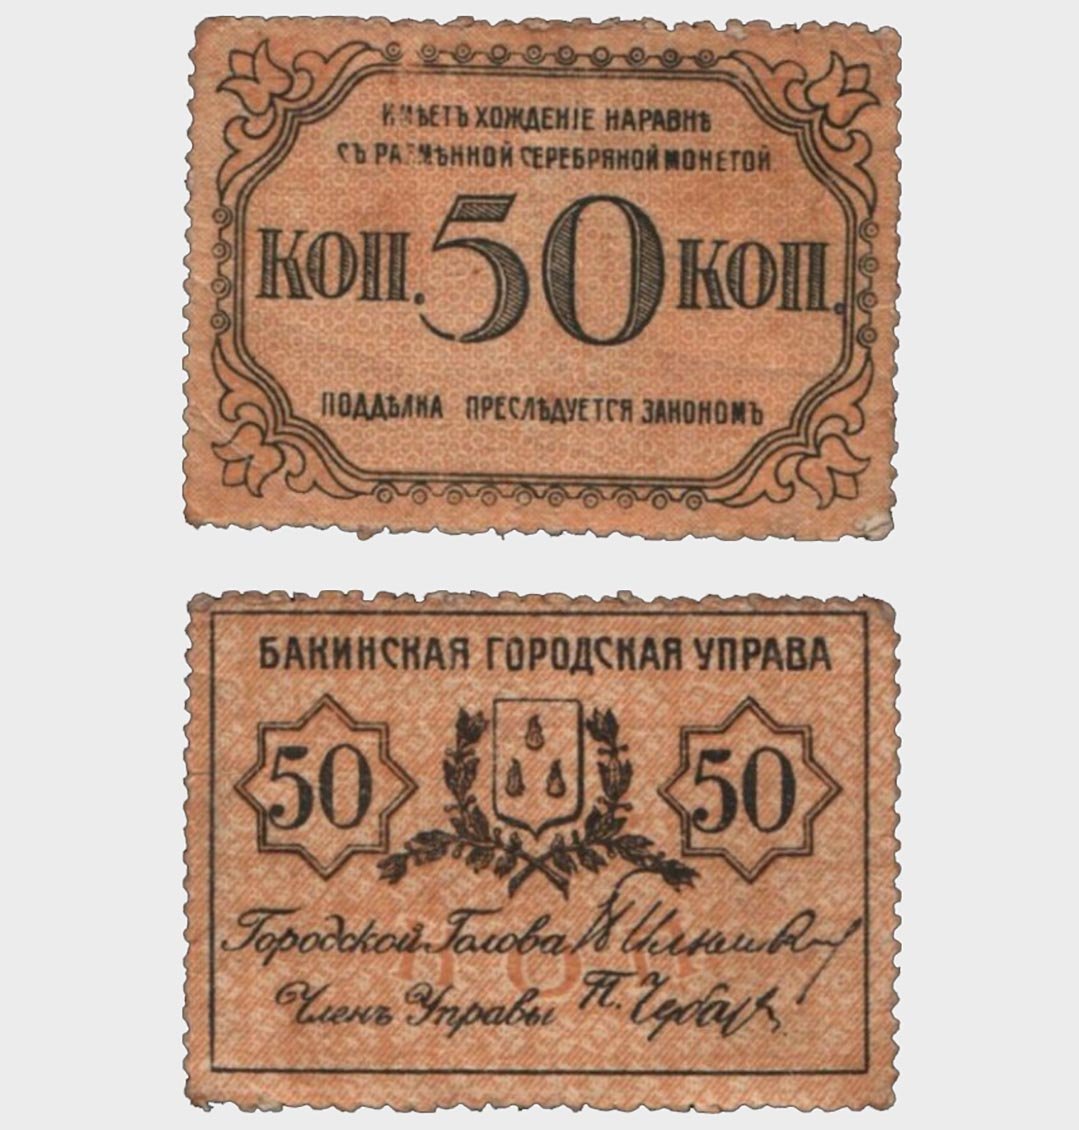 ИМѢЕТЪ ХОЖДЕНІЕ НАРАВНѢ
СЪ РАЗМѢННОЙ СЕРЕБРЯНОЙ МОНЕТОЙ
КОП. 50 КОП.
ПОДДѢЛКА ПРЕСЛѢДУЕТСЯ ЗАКОНОМЪ
БАКИНСКАЯ ГОРОДСКАЯ УПРАВА
50 50
Городской Голова
Членъ Управы П.